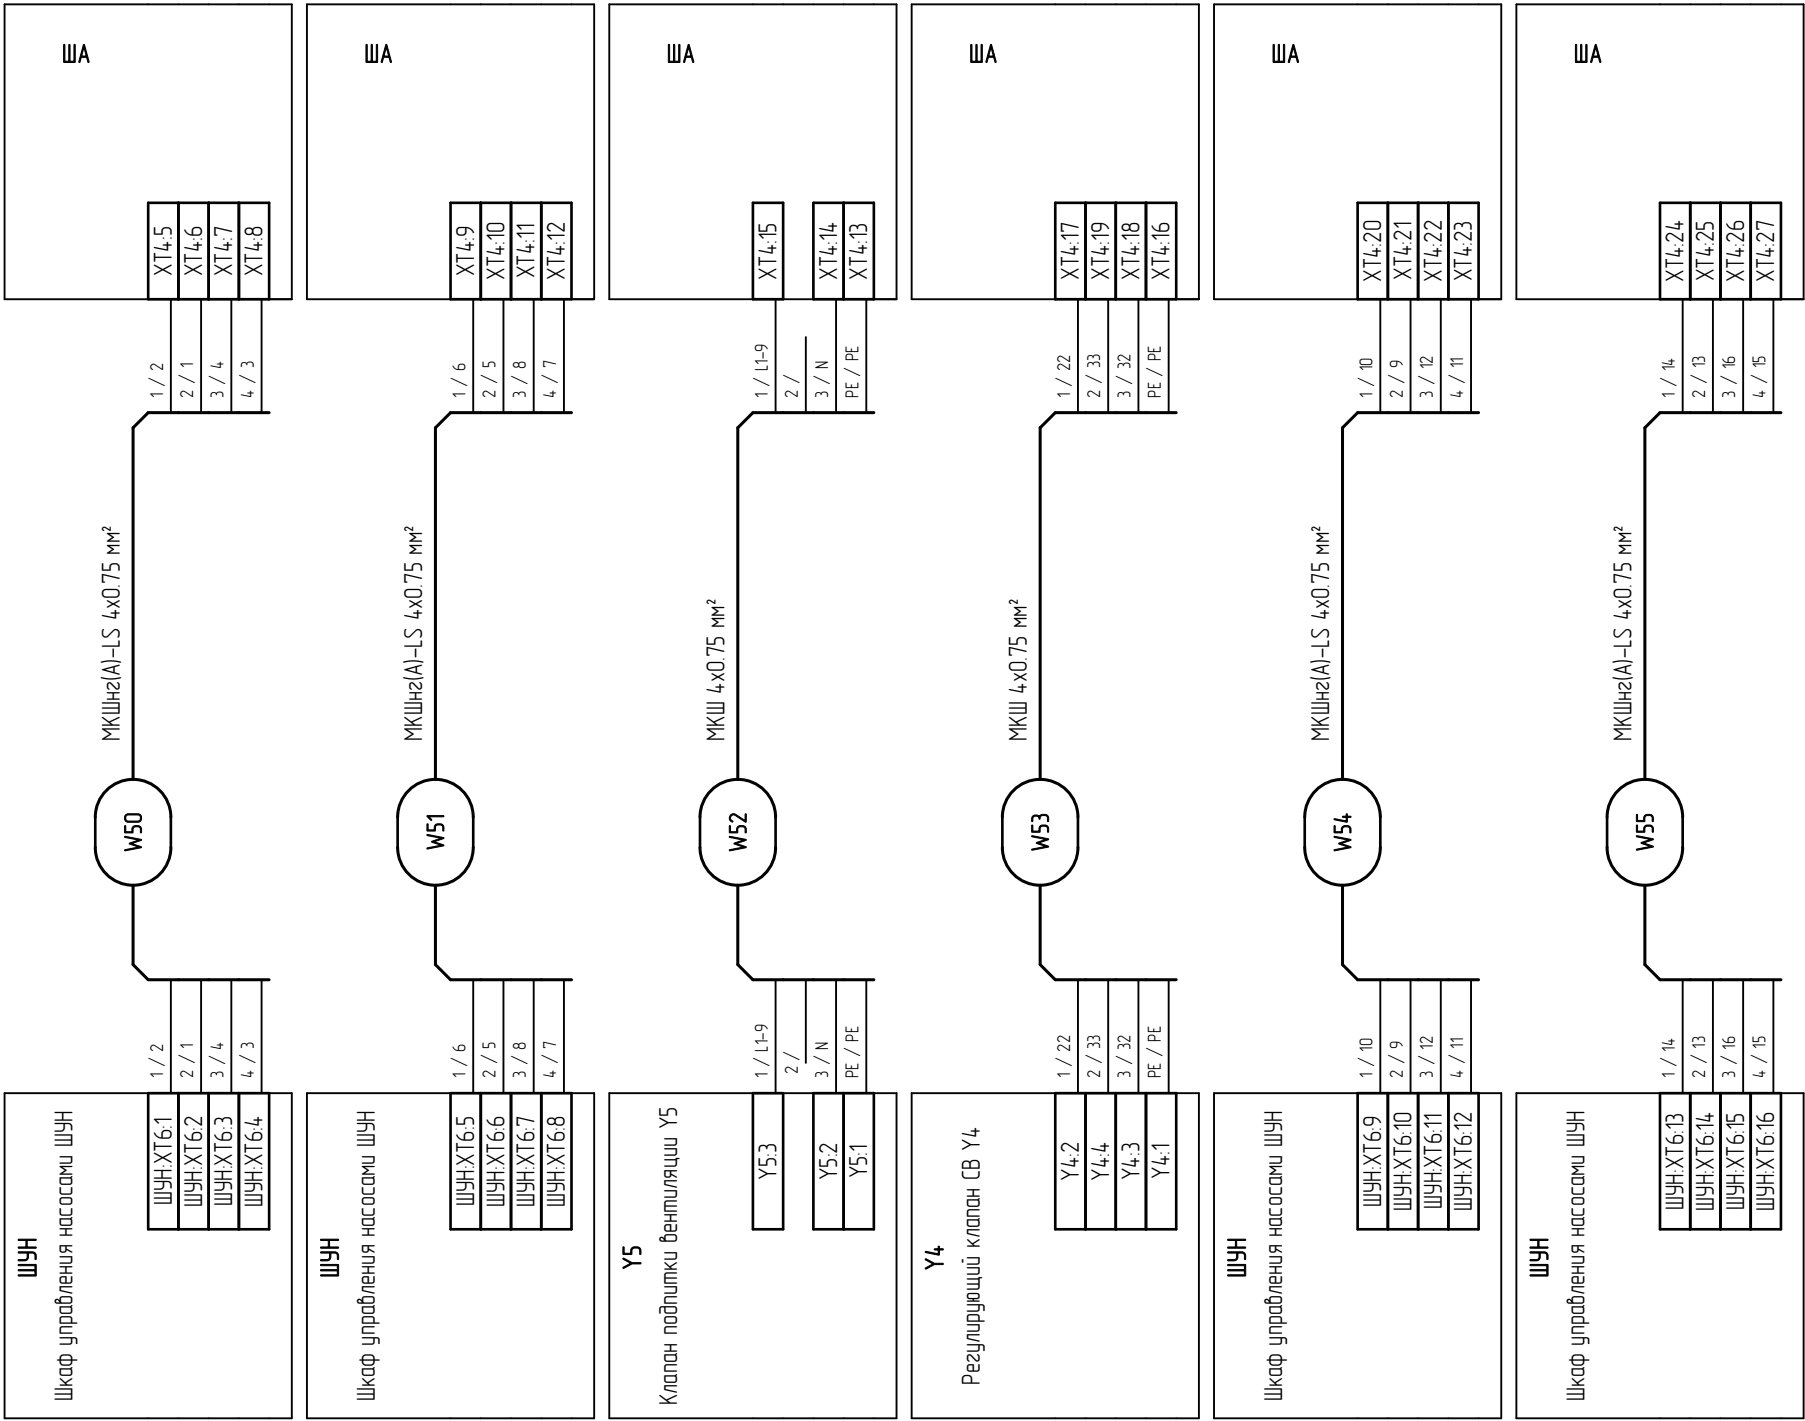 ША
XT4:5
XT4:6
XT4:7
XT4:8
1 / 2
2 / 1
3 / 4
4 / 3
МКШнг(А)-LS 4x0.75 мм²
W50
1 / 2
2 / 1
3 / 4
4 / 3
ШУН:XT6:1
ШУН:XT6:2
ШУН:XT6:3
ШУН:XT6:4
ШУН
Шкаф управления насосами ШУН
ША
XT4:9
XT4:10
XT4:11
XT4:12
1 / 6
2 / 5
3 / 8
4 / 7
МКШнг(А)-LS 4x0.75 мм²
W51
1 / 6
2 / 5
3 / 8
4 / 7
ШУН:XT6:5
ШУН:XT6:6
ШУН:XT6:7
ШУН:XT6:8
ШУН
Шкаф управления насосами ШУН
ША
XT4:15
XT4:14
XT4:13
1 / L1-9
2 /
3 / N
PE / PE
МКШ 4x0.75 мм²
W52
1 / L1-9
2 /
3 / N
PE / PE
Y5:3
Y5:2
Y5:1
Y5
Клапан подпитки вентиляции Y5
ША
XT4:17
XT4:19
XT4:18
XT4:16
1 / 22
2 / 33
3 / 32
PE / PE
МКШ 4x0.75 мм²
W53
1 / 22
2 / 33
3 / 32
PE / PE
Y4:2
Y4:4
Y4:3
Y4:1
Y4
Регулирующий клапан СВ Y4
ША
XT4:20
XT4:21
XT4:22
XT4:23
1 / 10
2 / 9
3 / 12
4 / 11
МКШнг(А)-LS 4x0.75 мм²
W54
1 / 10
2 / 9
3 / 12
4 / 11
ШУН:XT6:9
ШУН:XT6:10
ШУН:XT6:11
ШУН:XT6:12
ШУН
Шкаф управления насосами ШУН
ША
XT4:24
XT4:25
XT4:26
XT4:27
1 / 14
2 / 13
3 / 16
4 / 15
МКШнг(А)-LS 4x0.75 мм²
W55
1 / 14
2 / 13
3 / 16
4 / 15
ШУН:XT6:13
ШУН:XT6:14
ШУН:XT6:15
ШУН:XT6:16
ШУН
Шкаф управления насосами ШУН